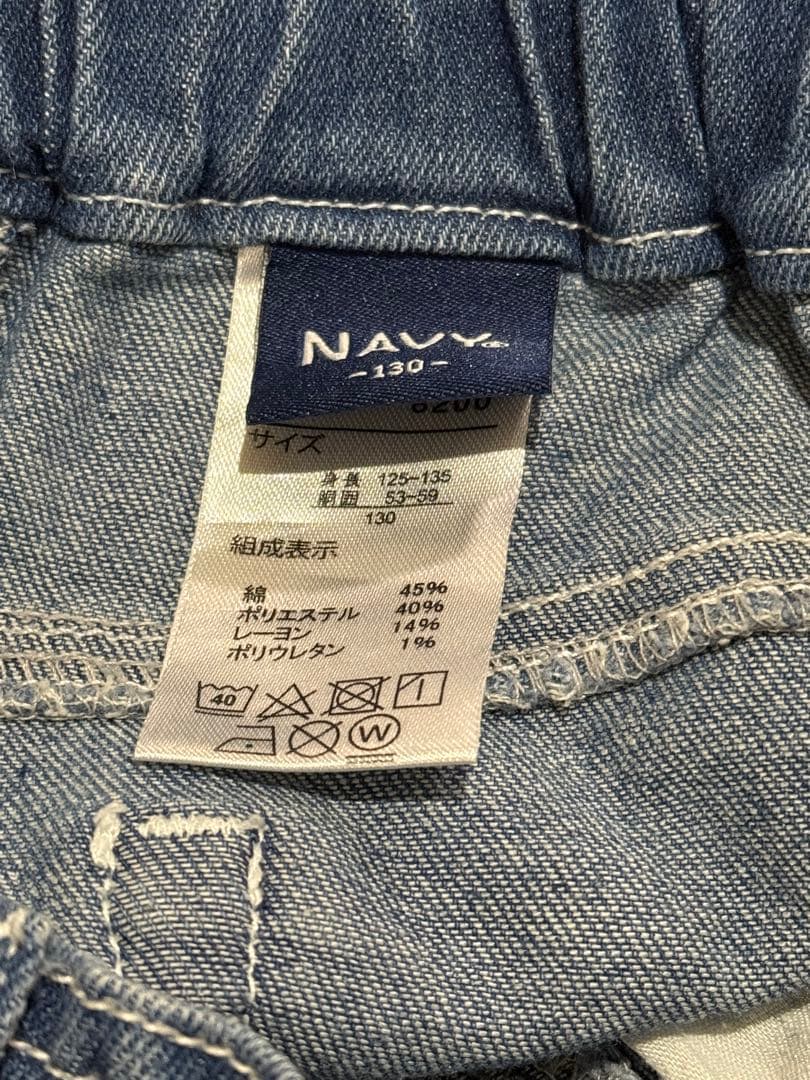 NAVY
-130-
サイズ
身長 125-135
胴囲 53-59
130
組成表示
綿 45%
ポリエステル 40%
レーヨン 14%
ポリウレタン 1%
40
W